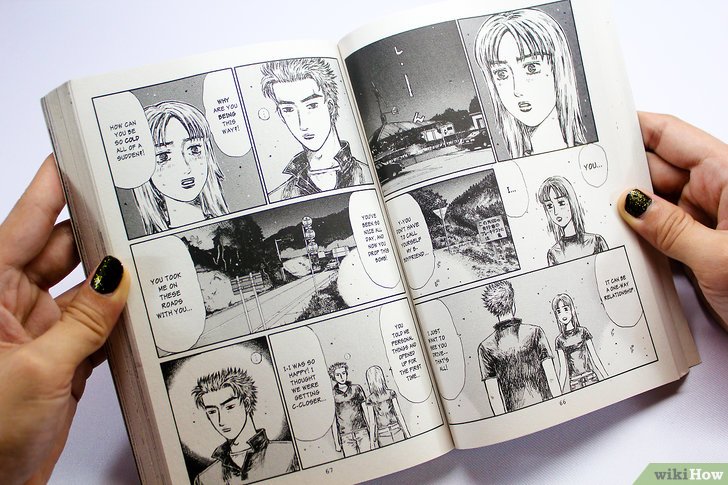 YOU...
I...
Y-YOU
DON'T HAVE
TO CALL
YOURSELF
MY B-
BOYFRIEND...
IT CAN BE
A ONE-WAY
RELATIONSHIP
I JUST
WANT TO
SEE YOU
DRIVE--
THAT'S
ALL!
66
WHY
ARE YOU
BEING
THIS
WAY?!
HOW CAN
YOU BE
SO COLD
ALL OF A
SUDDEN?!
YOU'VE
BEEN SO
NICE ALL
DAY, AND
NOW YOU
DROP THIS
BOMB!
YOU TOOK
ME ON
THESE
ROADS
WITH YOU...
YOU TOLD
ME
PERSONAL
THINGS AND
OPENED
UP FOR
THE FIRST
TIME...
I-I WAS
SO
HAPPY! I
THOUGHT
WE WERE
GETTING
C-CLOSER...
67
wikiHow